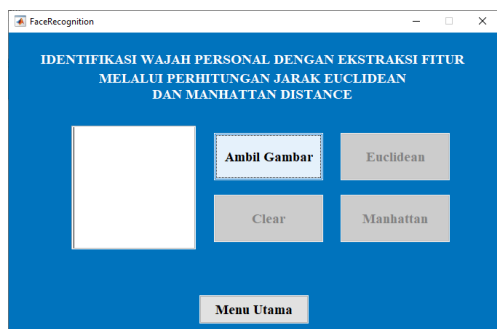 FaceRecognition
IDENTIFIKASI WAJAH PERSONAL DENGAN EKSTRAKSI FITUR
MELALUI PERHITUNGAN JARAK EUCLIDEAN
DAN MANHATTAN DISTANCE
Ambil Gambar
Euclidean
Clear
Manhattan
Menu Utama